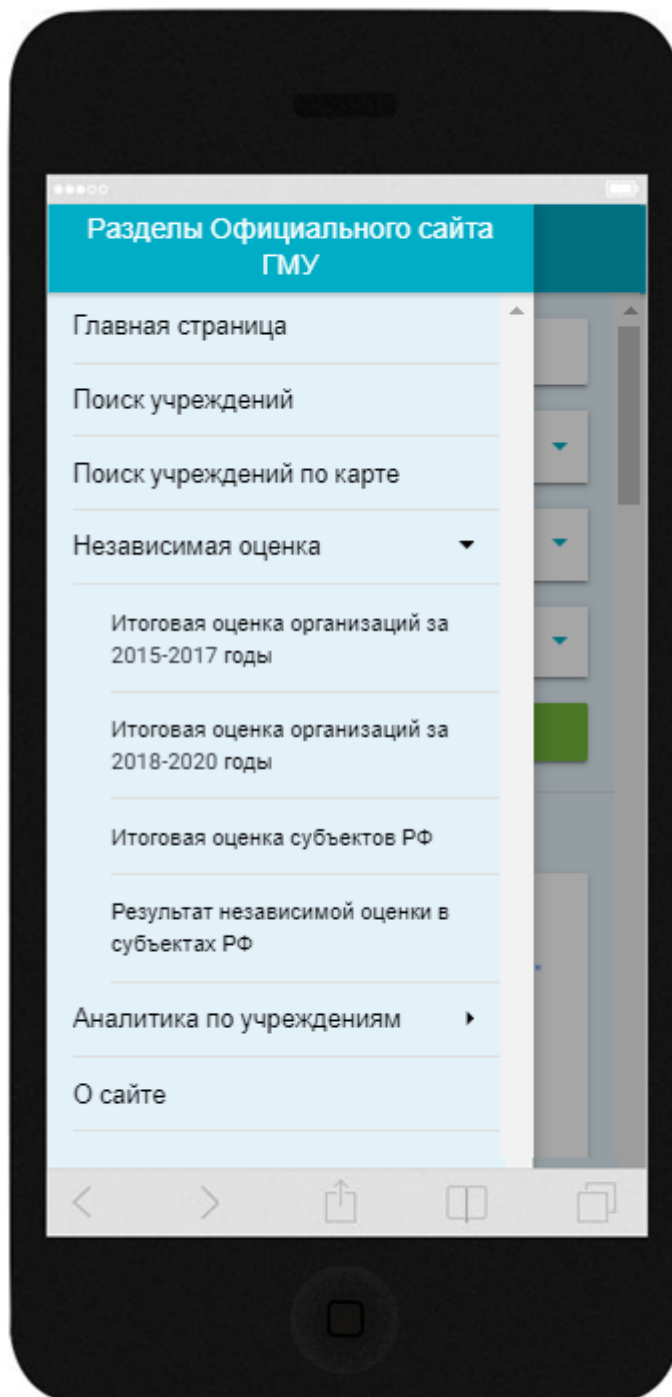 Разделы Официального сайта
ГМУ
Главная страница
Поиск учреждений
Поиск учреждений по карте
Независимая оценка
Итоговая оценка организаций за
2015-2017 годы
Итоговая оценка организаций за
2018-2020 годы
Итоговая оценка субъектов РФ
Результат независимой оценки в
субъектах РФ
Аналитика по учреждениям
О сайте